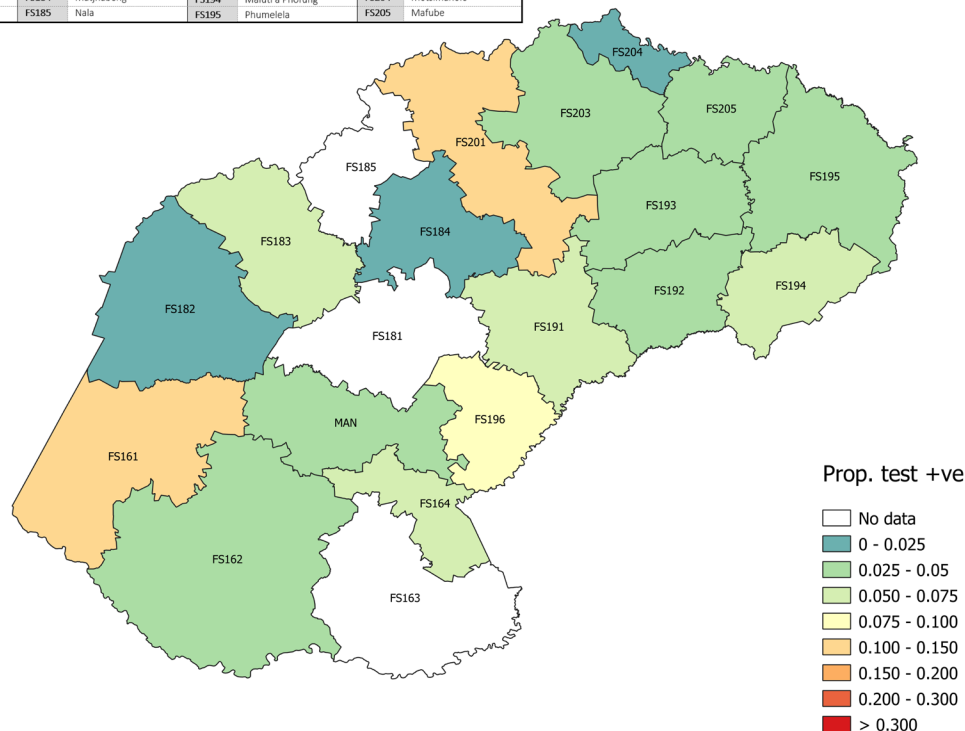 FS185 Nala FS195 Phumelela FS205 Mafube
FS204
FS203
FS205
FS201
FS185
FS195
FS193
FS184
FS183
FS194
FS192
FS182
FS191
FS181
FS196
MAN
FS161
FS164
FS162
FS163
Prop. test +ve
No data
0 - 0.025
0.025 - 0.05
0.050 - 0.075
0.075 - 0.100
0.100 - 0.150
0.150 - 0.200
0.200 - 0.300
> 0.300